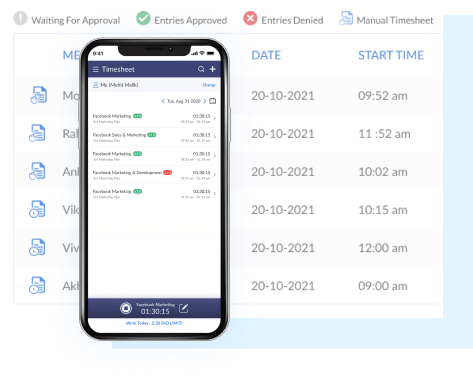 Waiting For Approval Entries Approved Entries Denied Manual Timesheet
ME DATE START TIME
Mo 20-10-2021 09:52 am
Ral 20-10-2021 11 :52 am
Anl 20-10-2021 10:02 am
Vik 20-10-2021 10:15 am
Viv 20-10-2021 12:00 am
Akl 20-10-2021 09:00 am
9:41
Timesheet
Me (Mohit Malik) Change
Tue, Aug 31 2020
Facebook Marketing 01:30:15
Facebook Sales & Marketing 01:30:15
Facebook Marketing 01:30:15
Facebook Marketing & Development 01:30:15
Facebook Marketing 01:30:15
Facebook Marketing
01:30:15
Work Today : 2:30 (NO LIMIT)